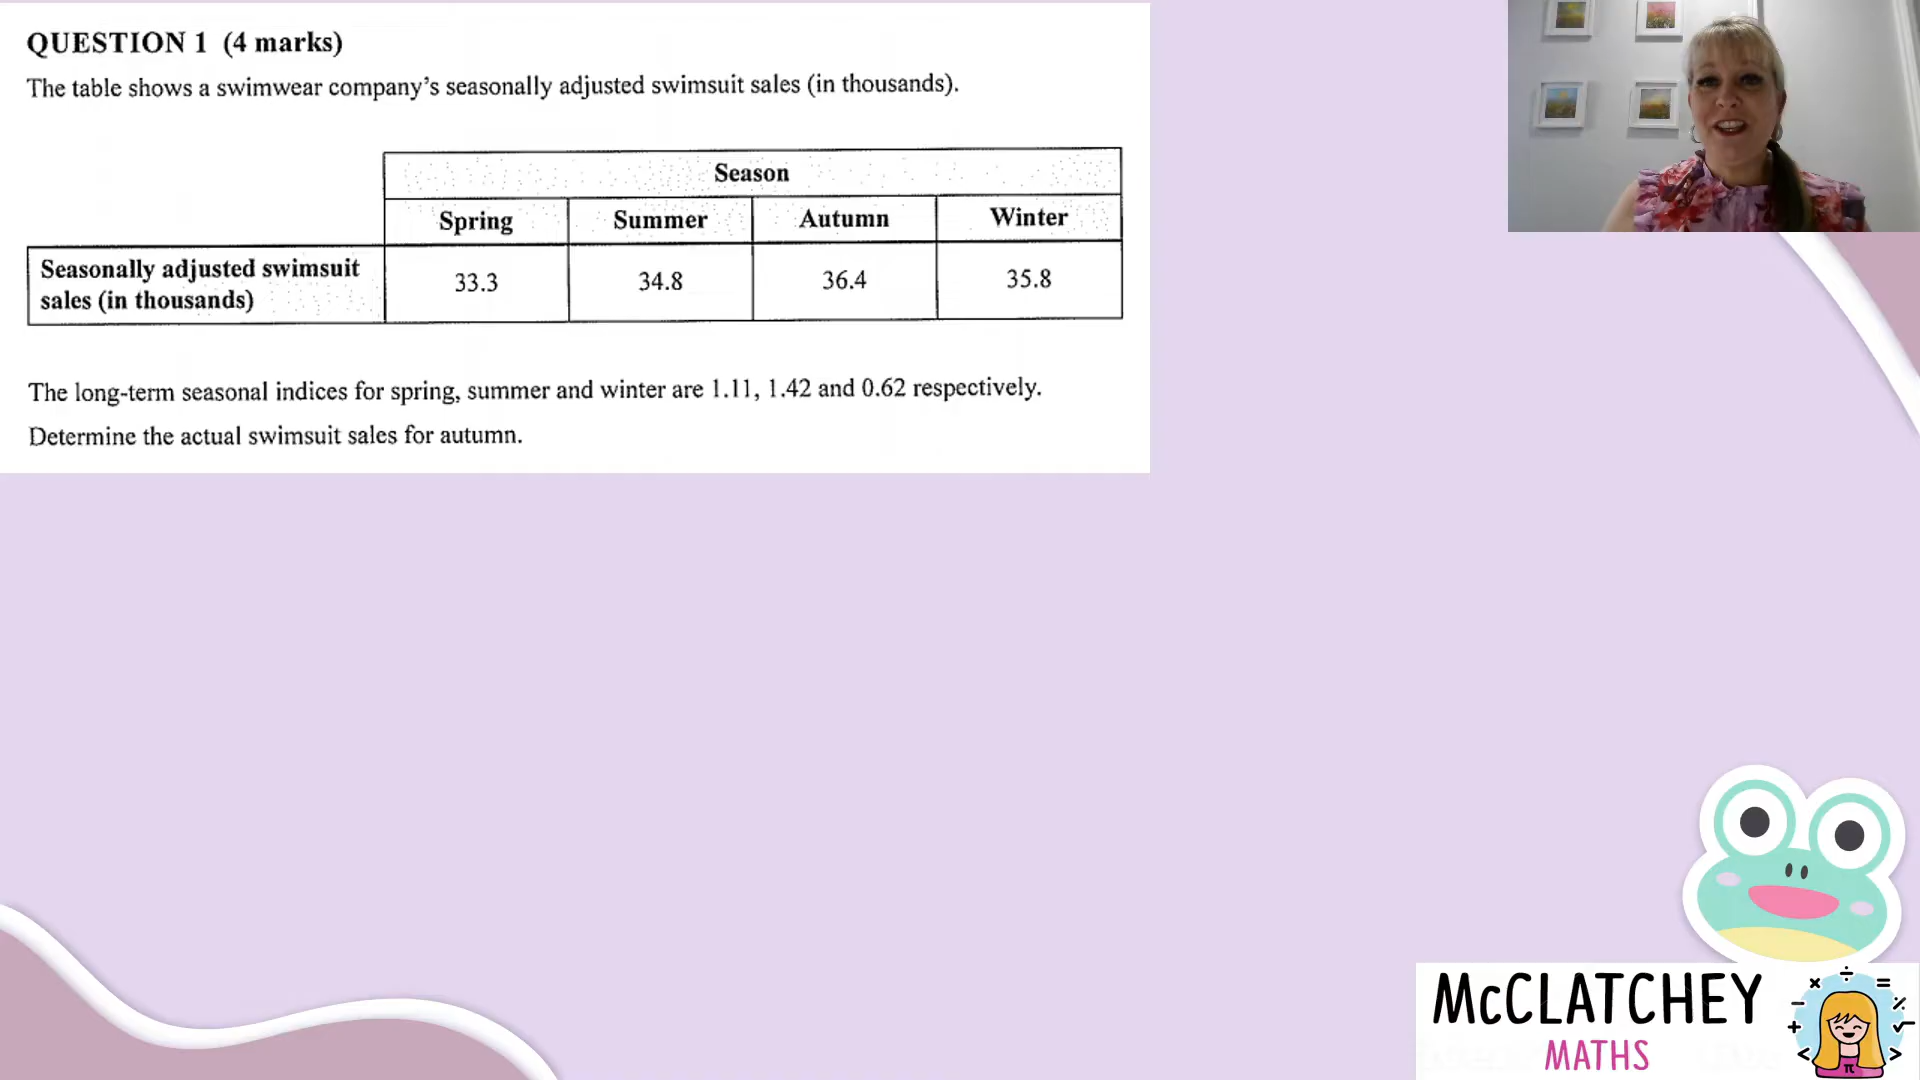 QUESTION 1 (4 marks)
The table shows a swimwear company’s seasonally adjusted swimsuit sales (in thousands).
Season
Spring Summer Autumn Winter
Seasonally adjusted swimsuit
sales (in thousands)
33.3 34.8 36.4 35.8
The long-term seasonal indices for spring, summer and winter are 1.11, 1.42 and 0.62 respectively.
Determine the actual swimsuit sales for autumn.
McCLATCHEY
MATHS